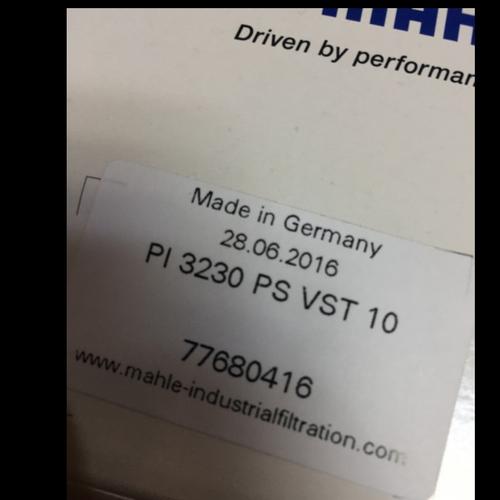 MAH
Driven by performan
Made in Germany
28.06.2016
PI 3230 PS VST 10
77680416
www.mahle-industrialfiltration.com